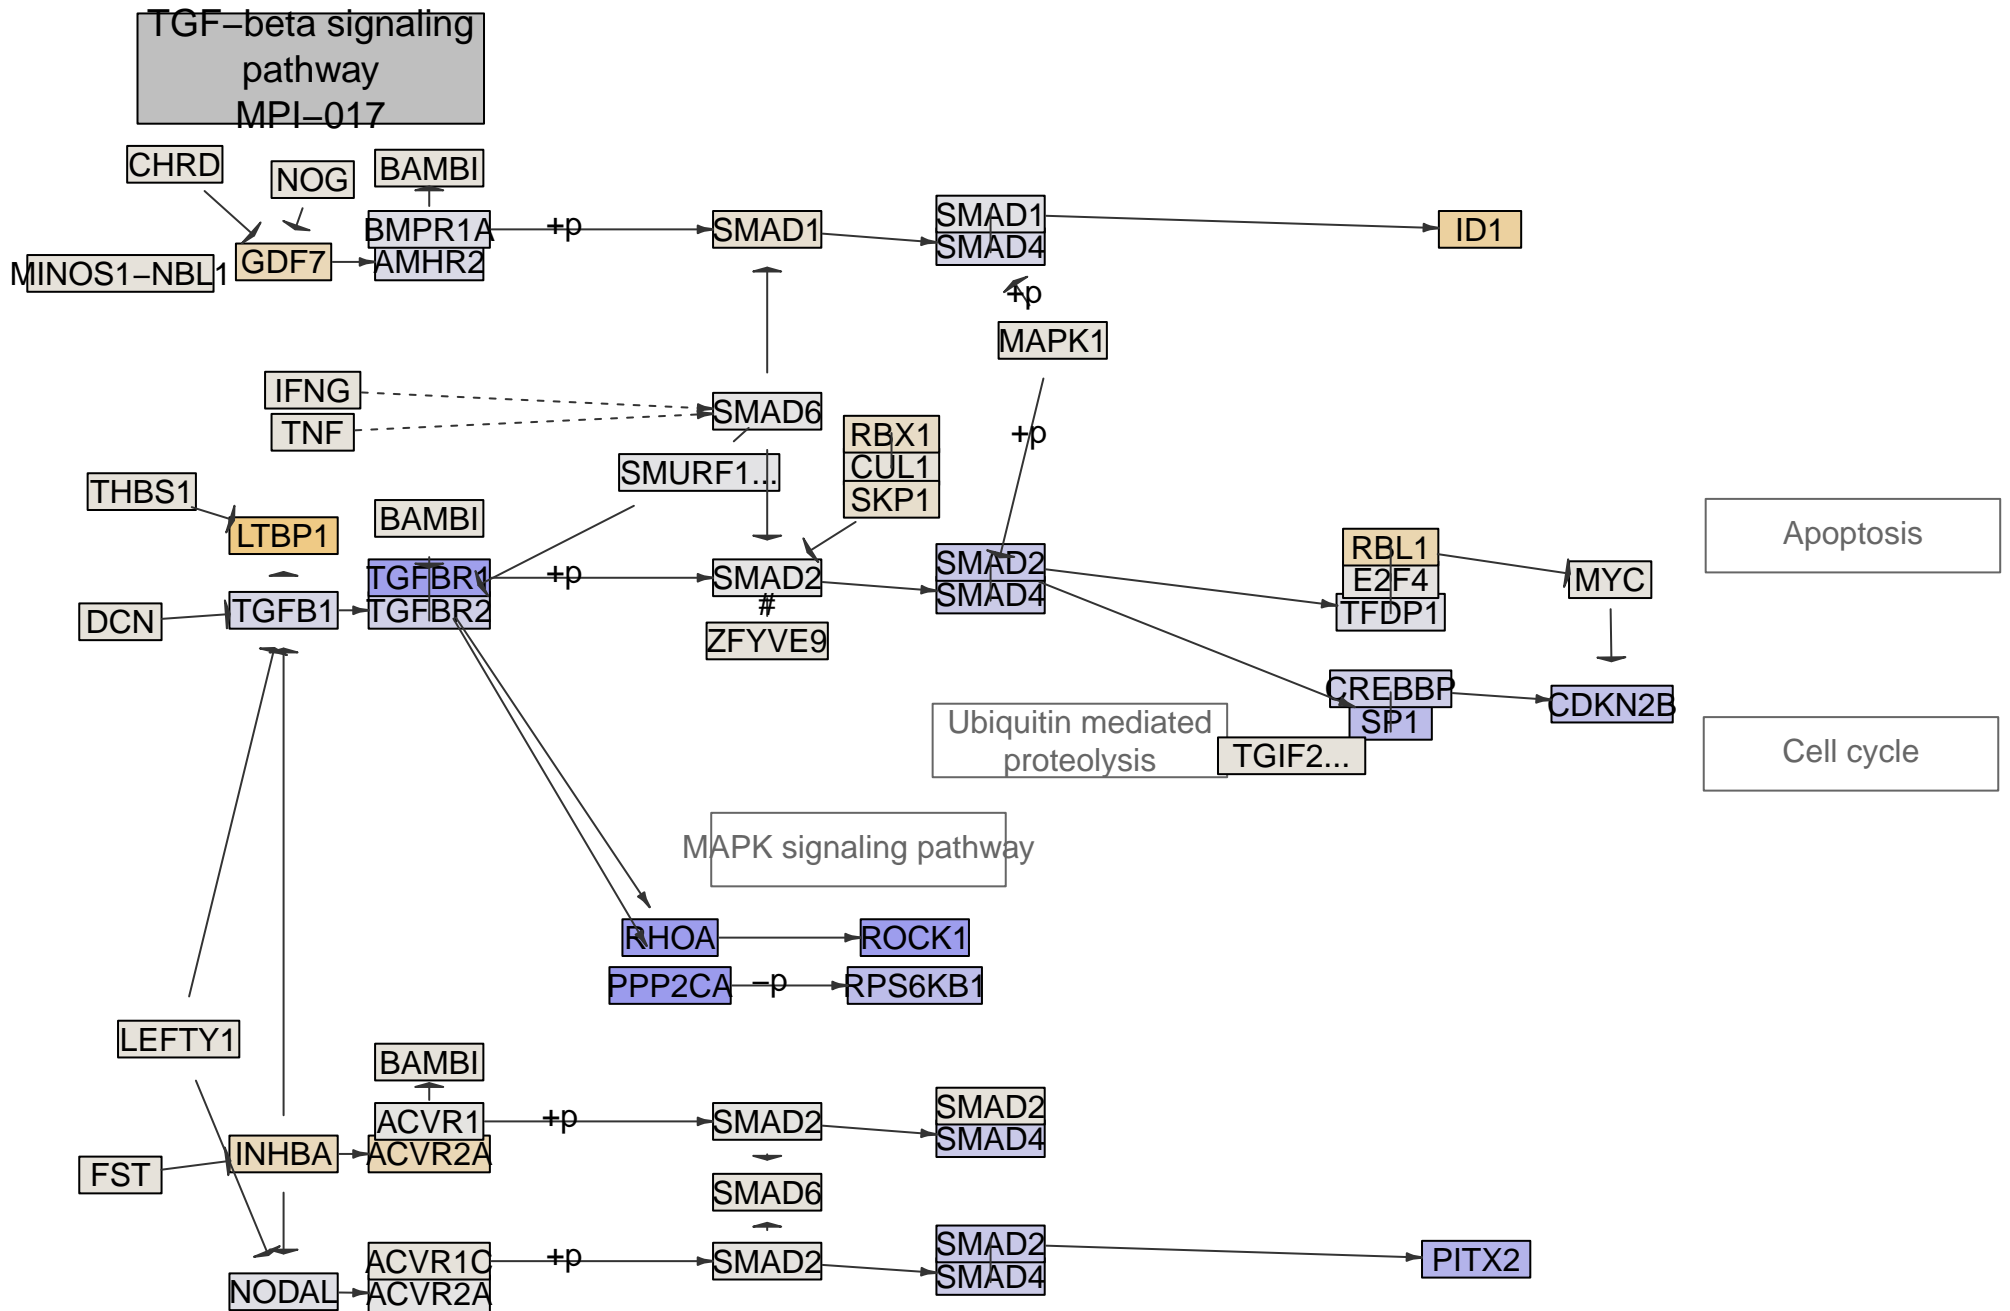 TGF−beta signaling
pathway
MPI−017
CHRD
NOG
BAMBI
BMPR1A
AMHR2
+p
SMAD1
SMAD1
SMAD4
ID1
MINOS1−NBL1
GDF7
+p
MAPK1
IFNG
TNF
SMAD6
RBX1
CUL1
SKP1
+p
SMURF1...
THBS1
LTBP1
BAMBI
TGFBR1
TGFBR2
+p
SMAD2
#
ZFYVE9
SMAD2
SMAD4
RBL1
E2F4
TFDP1
MYC
Apoptosis
DCN
TGFB1
CREBBP
SP1
CDKN2B
Ubiquitin mediated
proteolysis
TGIF2...
Cell cycle
MAPK signaling pathway
RHOA
ROCK1
PPP2CA
−p
RPS6KB1
LEFTY1
BAMBI
ACVR1
ACVR2A
+p
SMAD2
SMAD2
SMAD4
INHBA
FST
SMAD6
ACVR1C
ACVR2A
+p
SMAD2
SMAD2
SMAD4
PITX2
NODAL